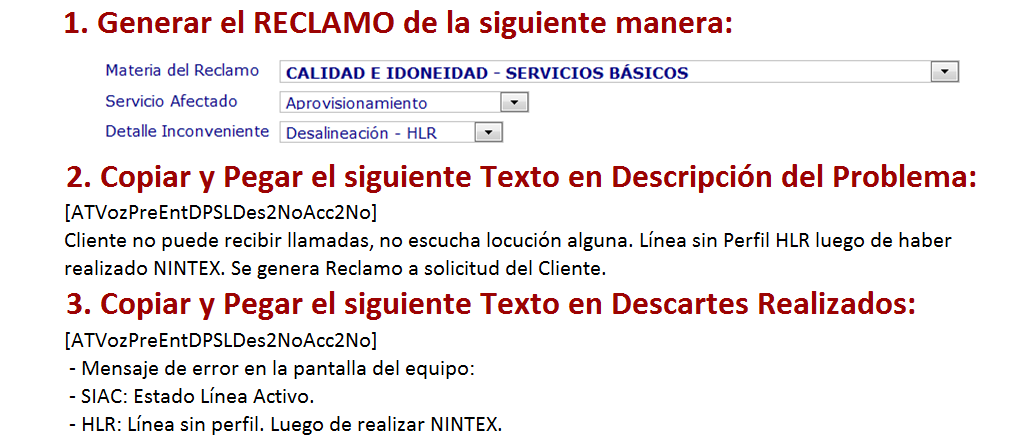 1. Generar el RECLAMO de la siguiente manera:
Materia del Reclamo CALIDAD E IDONEIDAD - SERVICIOS BÁSICOS
Servicio Afectado Aprovisionamiento
Detalle Inconveniente Desalineación - HLR
2. Copiar y Pegar el siguiente Texto en Descripción del Problema:
[ATVozPreEntDPSLDes2NoAcc2No]
Cliente no puede recibir llamadas, no escucha locución alguna. Línea sin Perfil HLR luego de haber
realizado NINTEX. Se genera Reclamo a solicitud del Cliente.
3. Copiar y Pegar el siguiente Texto en Descartes Realizados:
[ATVozPreEntDPSLDes2NoAcc2No]
- Mensaje de error en la pantalla del equipo:
- SIAC: Estado Línea Activo.
- HLR: Línea sin perfil. Luego de realizar NINTEX.